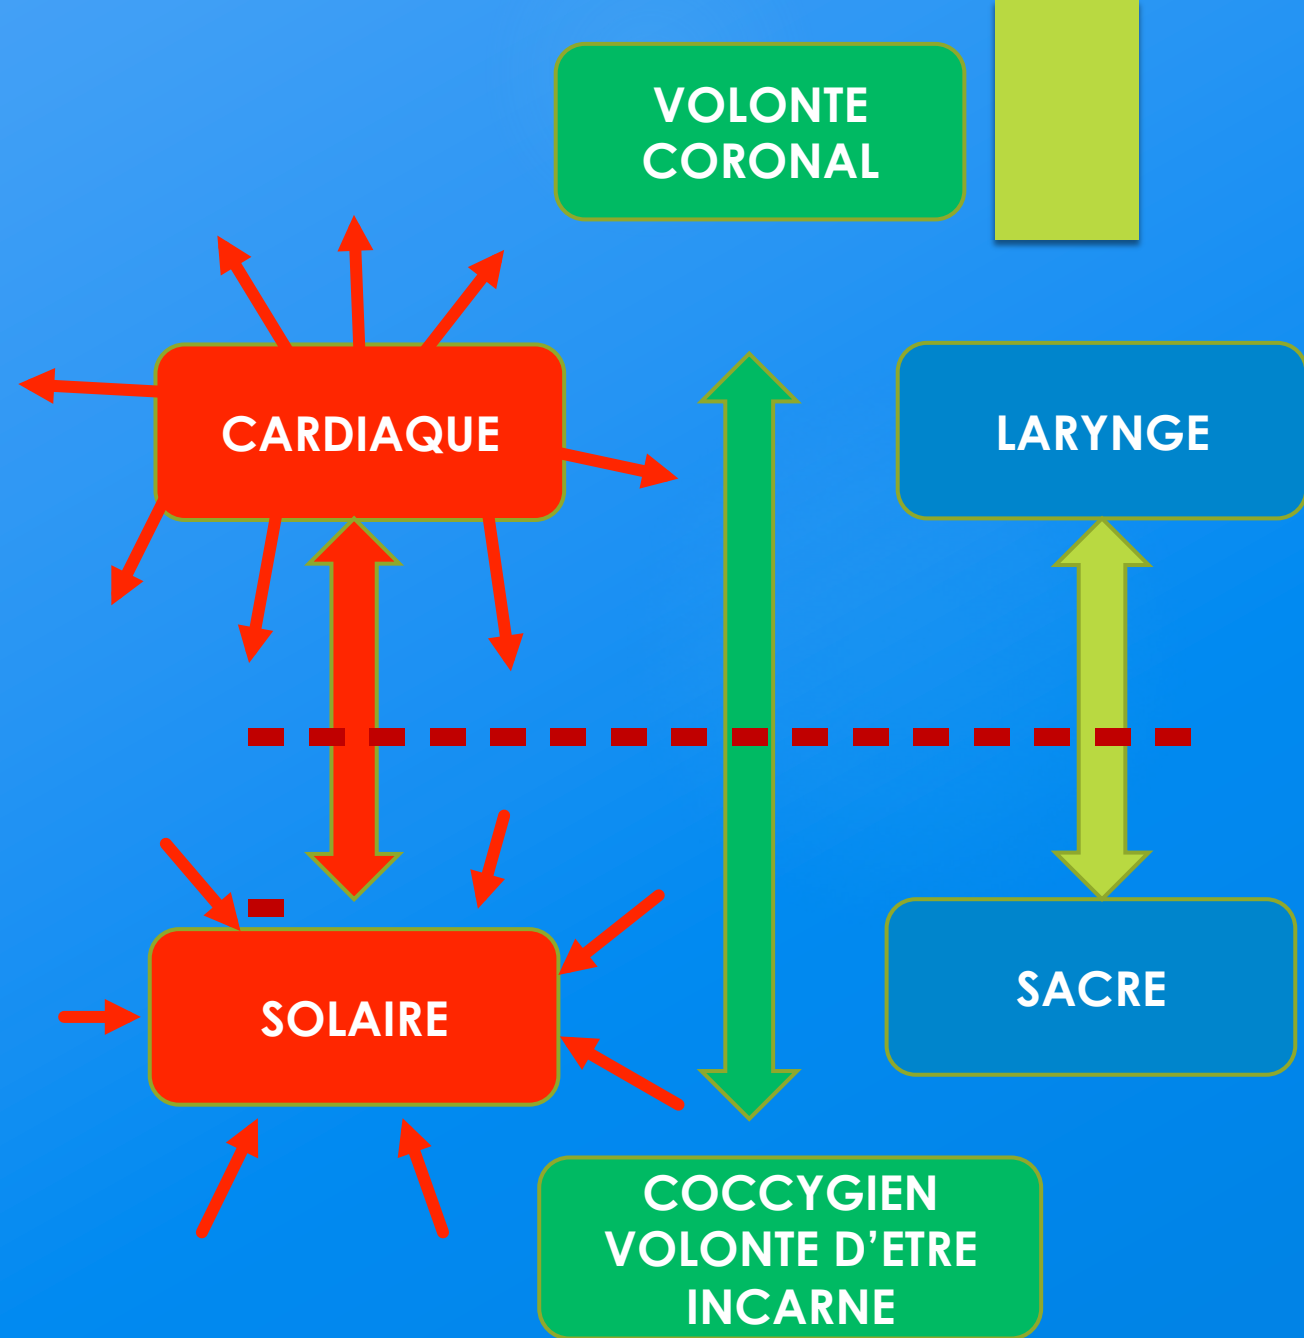 VOLONTE
CORONAL
CARDIAQUE
LARYNGE
SOLAIRE
SACRE
COCCYGIEN
VOLONTE D’ETRE
INCARNE